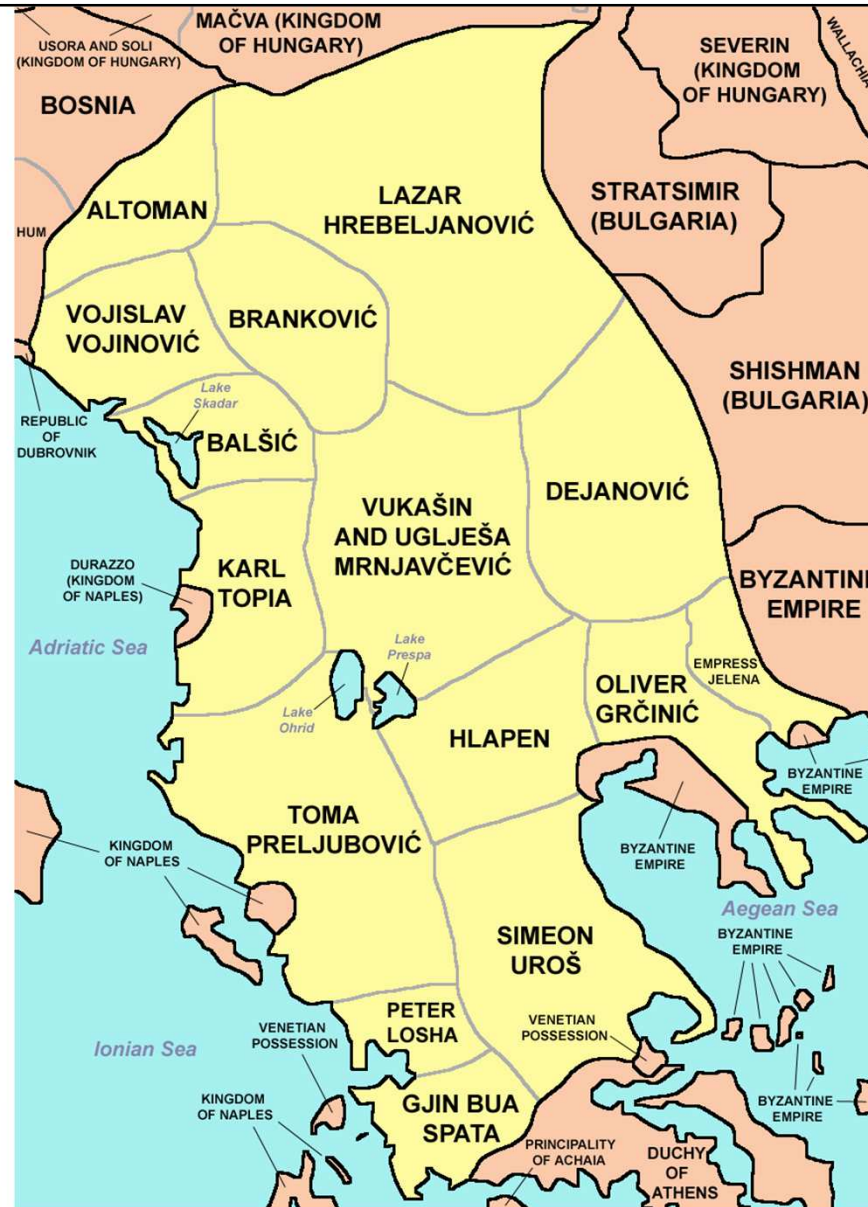 MAČVA (KINGDOM
OF HUNGARY)
USORA AND SOLI
(KINGDOM OF HUNGARY)
SEVERIN
(KINGDOM
OF HUNGARY)
WALLACHIA
BOSNIA
ALTOMAN
LAZAR
HREBELJANOVIĆ
STRATSIMIR
(BULGARIA)
HUM
VOJISLAV
VOJINOVIĆ
BRANKOVIĆ
SHISHMAN
(BULGARIA)
Lake
Skadar
REPUBLIC
OF
DUBROVNIK
BALŠIĆ
DEJANOVIĆ
VUKAŠIN
AND UGLJEŠA
MRNJAVČEVIĆ
DURAZZO
(KINGDOM
OF NAPLES)
KARL
TOPIA
BYZANTINE
EMPIRE
Adriatic Sea
Lake
Prespa
EMPRESS
JELENA
OLIVER
GRČINIĆ
Lake
Ohrid
HLAPEN
BYZANTINE
EMPIRE
TOMA
PRELJUBOVIĆ
KINGDOM
OF NAPLES
BYZANTINE
EMPIRE
Aegean Sea
SIMEON
UROŠ
BYZANTINE
EMPIRE
PETER
LOSHA
VENETIAN
POSSESSION
VENETIAN
POSSESSION
Ionian Sea
KINGDOM
OF NAPLES
GJIN BUA
SPATA
BYZANTINE
EMPIRE
PRINCIPALITY
OF ACHAIA
DUCHY
OF
ATHENS